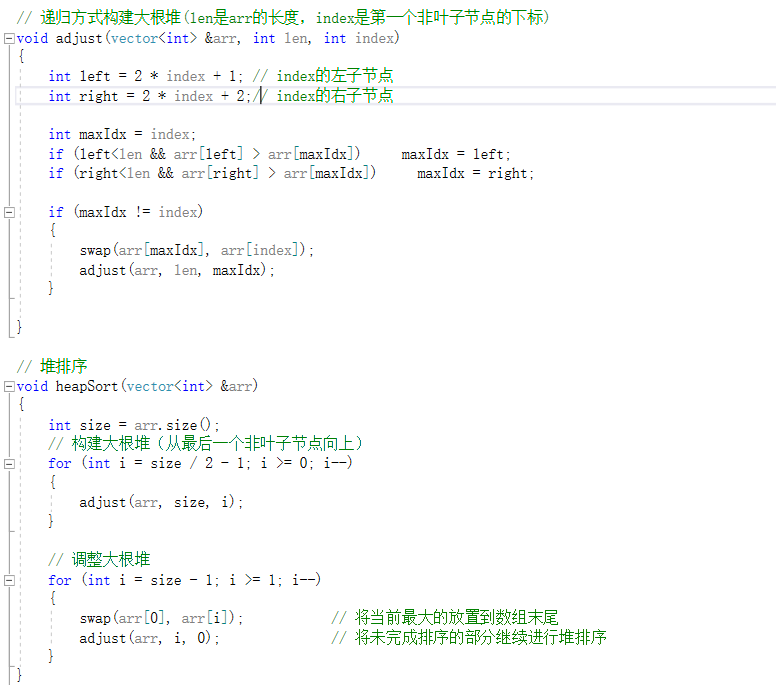 // 递归方式构建大根堆(len是arr的长度，index是第一个非叶子节点的下标)
void adjust(vector<int> &arr, int len, int index)
{
    int left = 2 * index + 1; // index的左子节点
    int right = 2 * index + 2;// index的右子节点
    int maxIdx = index;
    if (left<len && arr[left] > arr[maxIdx])     maxIdx = left;
    if (right<len && arr[right] > arr[maxIdx])     maxIdx = right;
    if (maxIdx != index)
    {
        swap(arr[maxIdx], arr[index]);
        adjust(arr, len, maxIdx);
    }
}
// 堆排序
void heapSort(vector<int> &arr)
{
    int size = arr.size();
    // 构建大根堆（从最后一个非叶子节点向上）
    for (int i = size / 2 - 1; i >= 0; i--)
    {
        adjust(arr, size, i);
    }
    // 调整大根堆
    for (int i = size - 1; i >= 1; i--)
    {
        swap(arr[0], arr[i]);           // 将当前最大的放置到数组末尾
        adjust(arr, i, 0);              // 将未完成排序的部分继续进行堆排序
    }
}